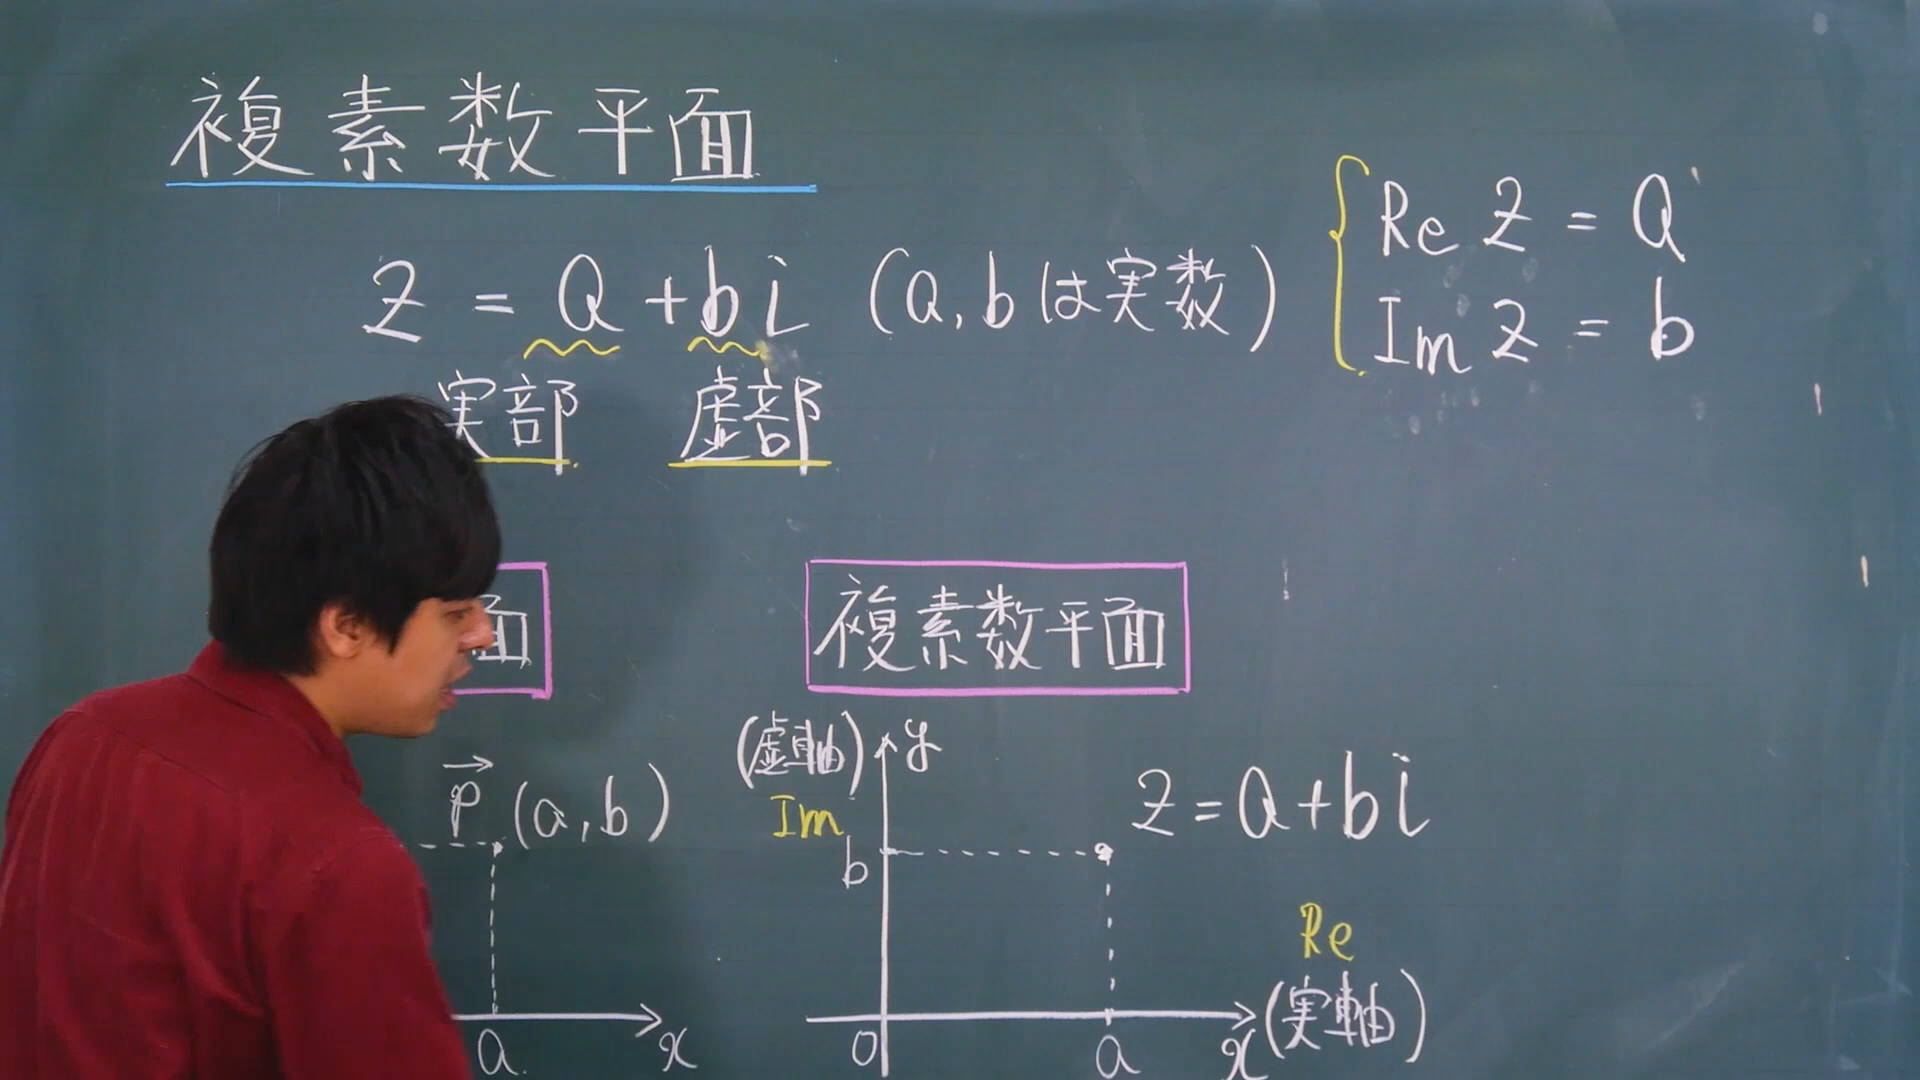 複素数平面
z = a + bi (a, bは実数)
実部 虚部
Re z = a
Im z = b
面
複素数平面
p (a, b)
a x
(虚軸) y
Im
b
z = a + bi
Re
(実軸)
O a x